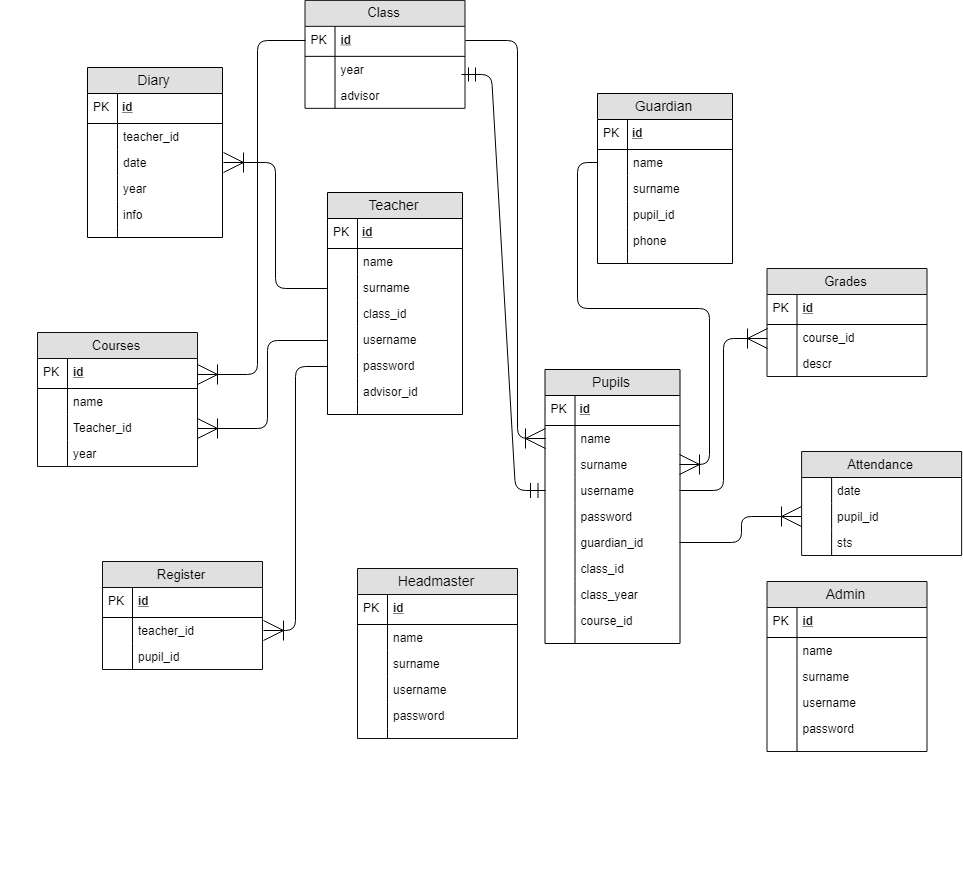 Class
PK id
year
advisor
Diary
PK id
teacher_id
date
year
info
Guardian
PK id
name
surname
pupil_id
phone
Teacher
PK id
name
surname
class_id
username
password
advisor_id
Grades
PK id
course_id
descr
Courses
PK id
name
Teacher_id
year
Pupils
PK id
name
surname
username
password
guardian_id
class_id
class_year
course_id
Attendance
date
pupil_id
sts
Register
PK id
teacher_id
pupil_id
Headmaster
PK id
name
surname
username
password
Admin
PK id
name
surname
username
password